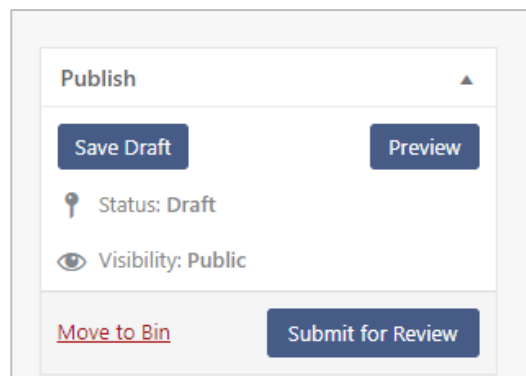 Publish
Save Draft Preview
Status: Draft
Visibility: Public
Move to Bin Submit for Review